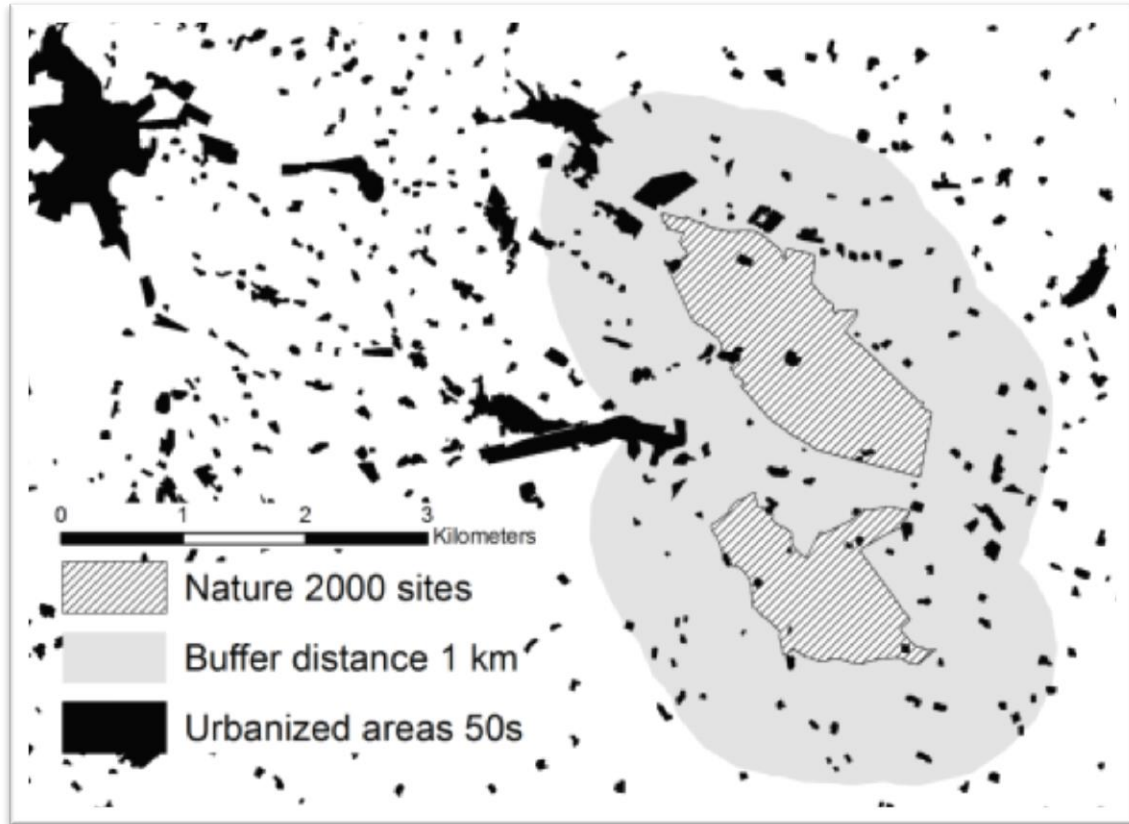 0 1 2 3
Kilometers
Nature 2000 sites
Buffer distance 1 km
Urbanized areas 50s